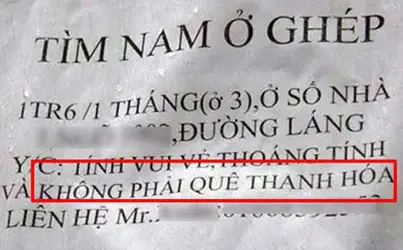 TÌM NAM Ở GHÉP
1TR6/1 THÁNG(ở 3),Ở SỐ NHÀ
,ĐƯỜNG LÁNG
Y/C: TÍNH VUI VẺ,THOÁNG TÍNH
VÀ KHÔNG PHẢI QUÊ THANH HÓA
LIÊN HỆ Mr.